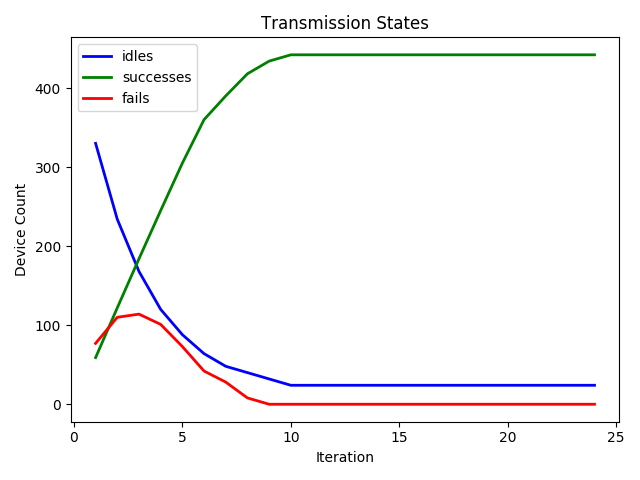 Transmission States
idles
successes
fails
Device Count
400
300
200
100
0
0 5 10 15 20 25
Iteration